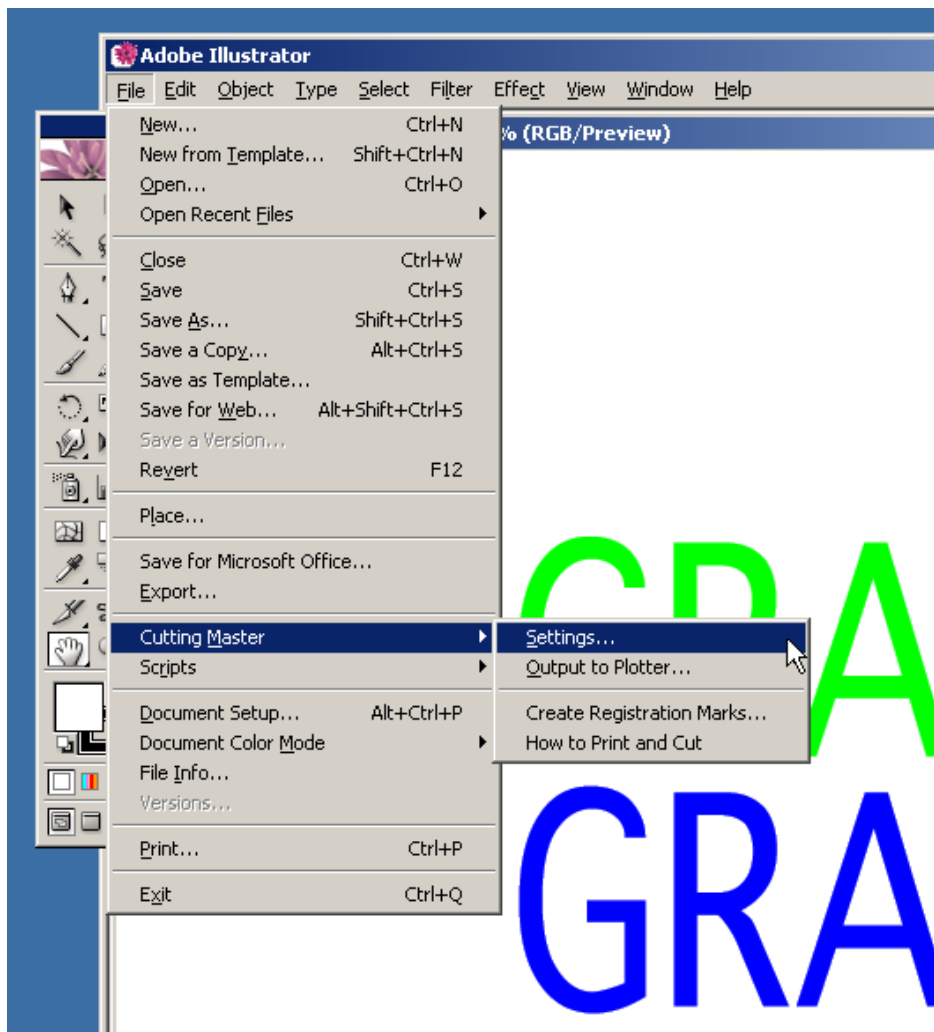 Adobe Illustrator
File Edit Object Type Select Filter Effect View Window Help
% (RGB/Preview)
New... Ctrl+N
New from Template... Shift+Ctrl+N
Open... Ctrl+O
Open Recent Files
Close Ctrl+W
Save Ctrl+S
Save As... Shift+Ctrl+S
Save a Copy... Alt+Ctrl+S
Save as Template...
Save for Web... Alt+Shift+Ctrl+S
Save a Version...
Revert F12
Place...
Save for Microsoft Office...
Export...
Cutting Master
Scripts
Document Setup... Alt+Ctrl+P
Document Color Mode
File Info...
Versions...
Print... Ctrl+P
Exit Ctrl+Q
Settings...
Output to Plotter...
Create Registration Marks...
How to Print and Cut
GRA
GRA